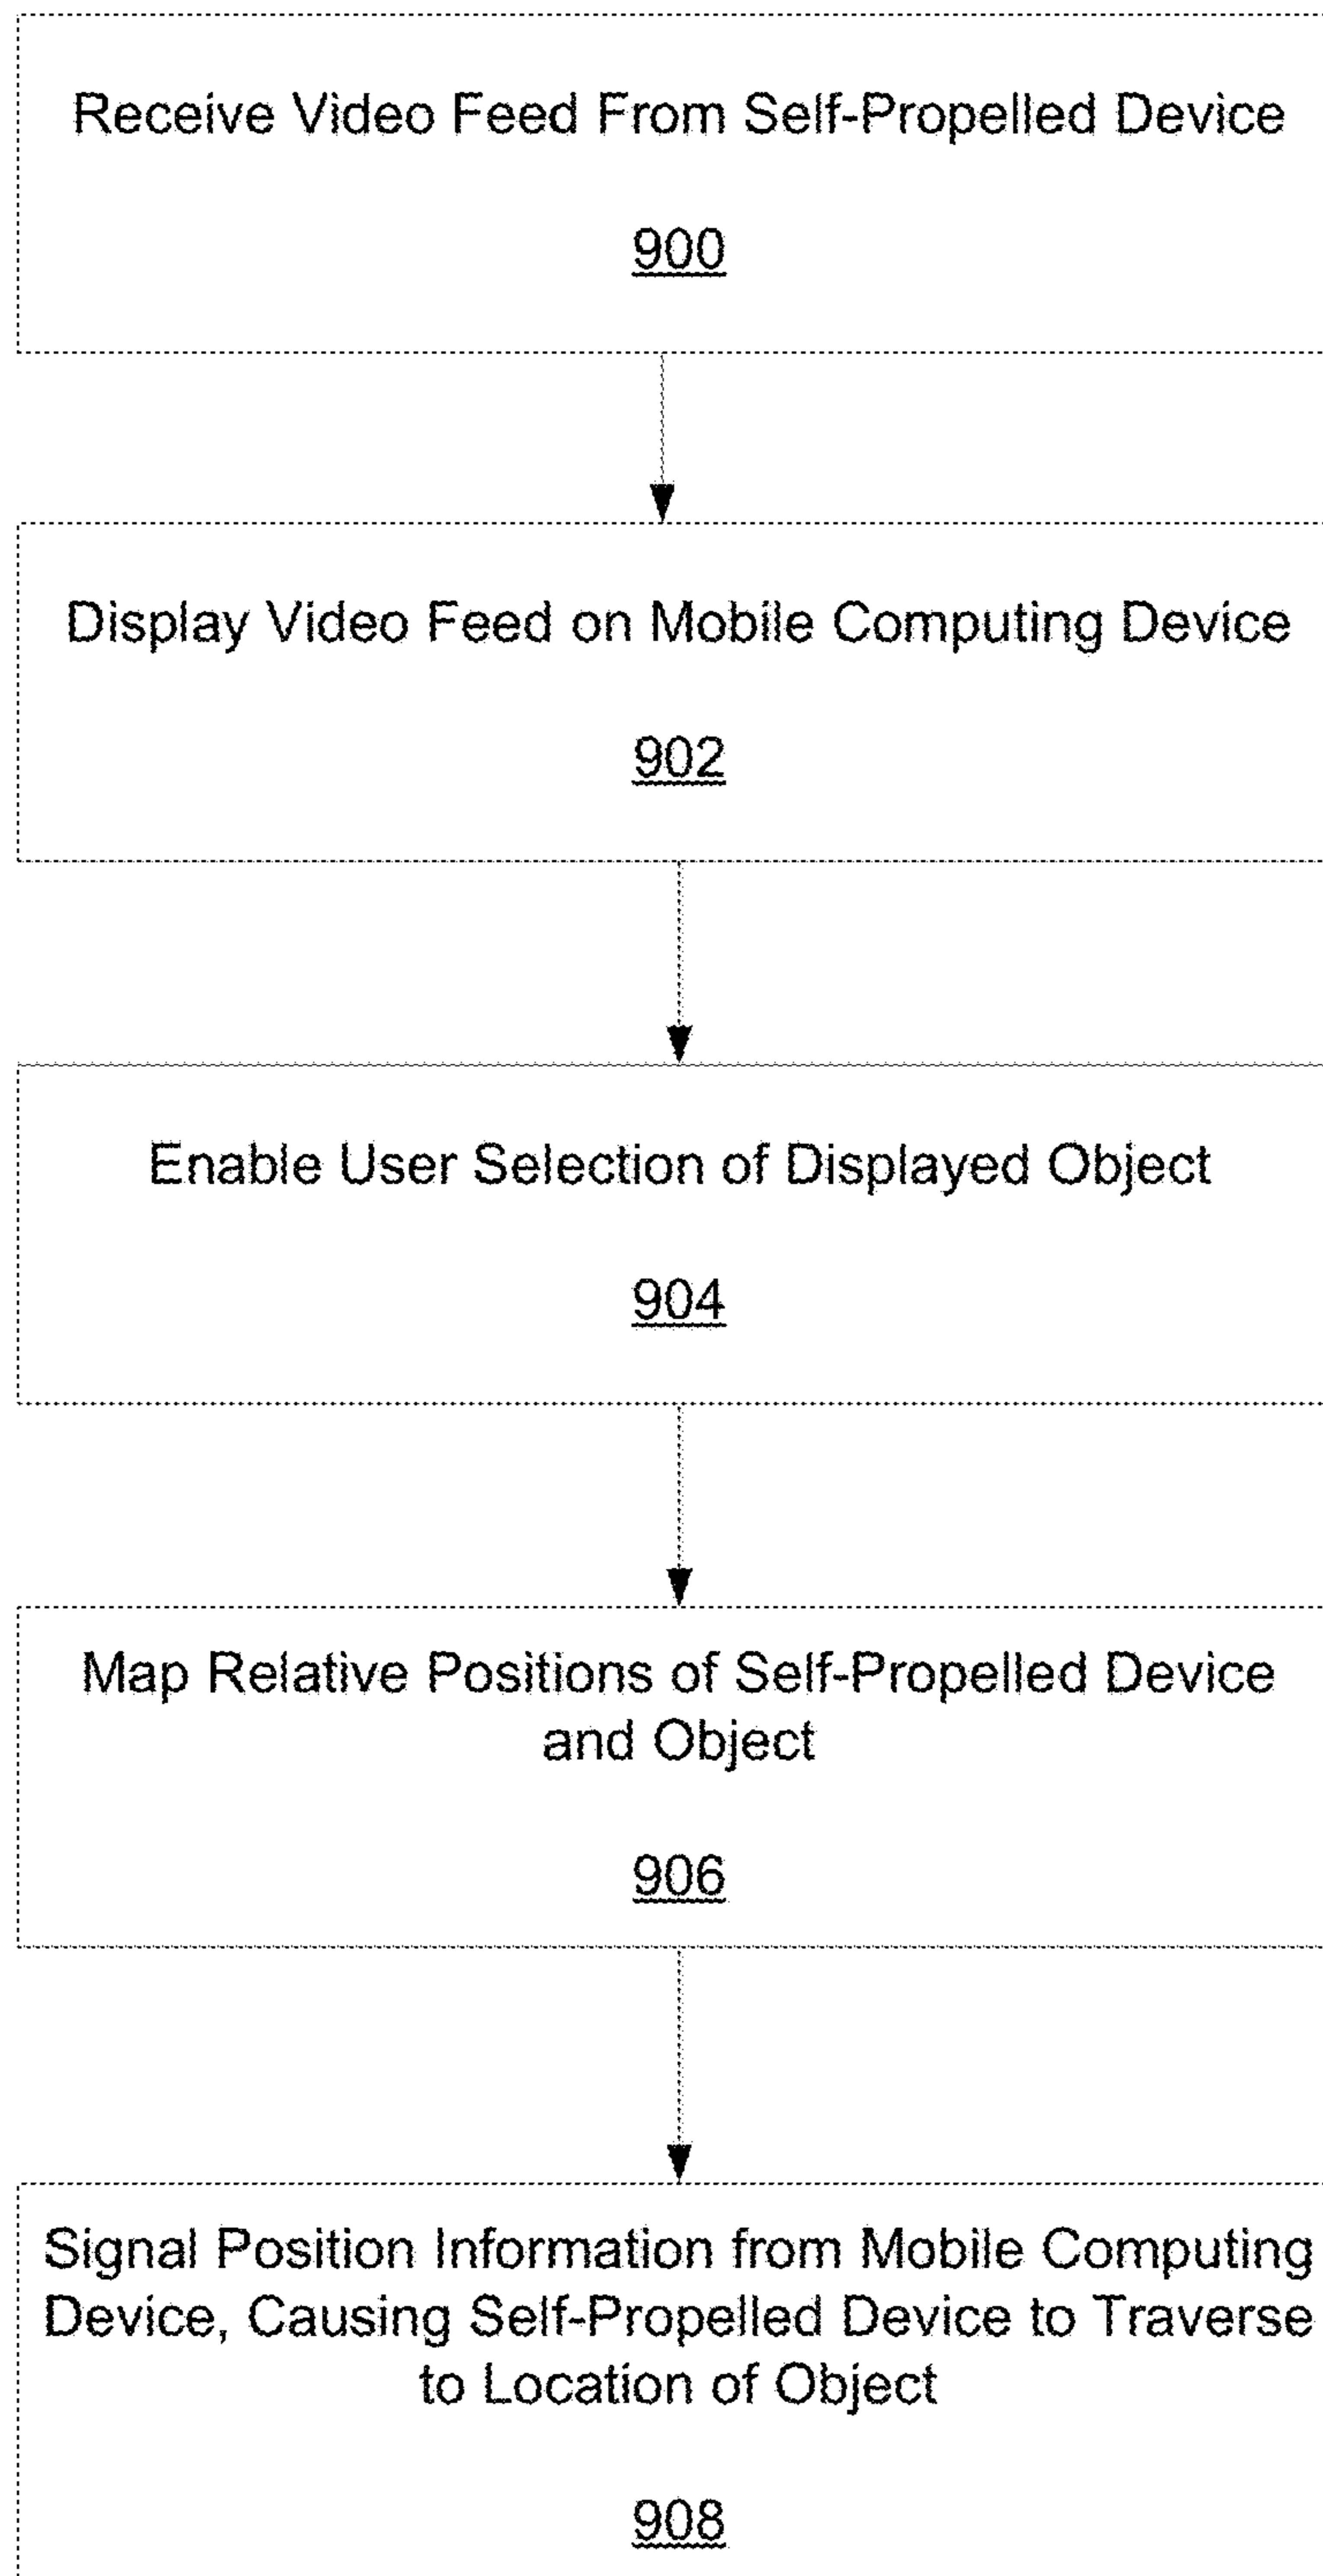 Receive Video Feed From Self-Propelled Device
900
Display Video Feed on Mobile Computing Device
902
Enable User Selection of Displayed Object
904
Map Relative Positions of Self-Propelled Device
and Object
906
Signal Position Information from Mobile Computing
Device, Causing Self-Propelled Device to Traverse
to Location of Object
908